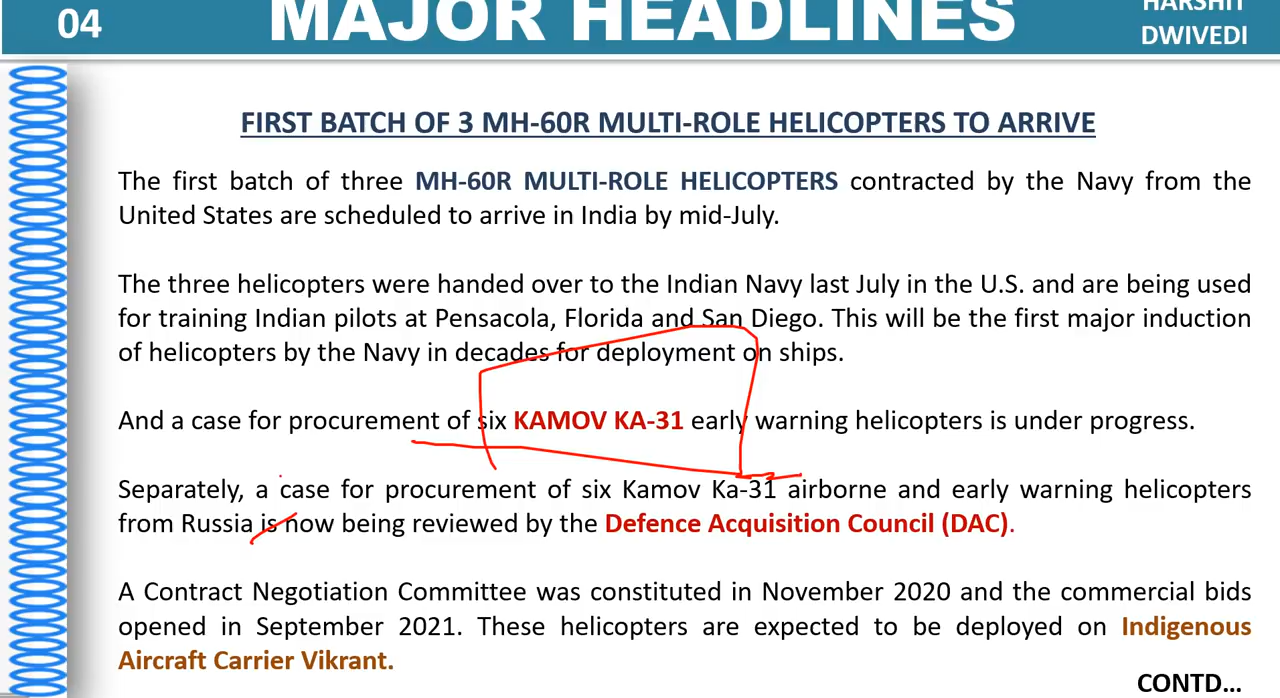 04
MAJOR HEADLINES
HARSHIT
DWIVEDI
FIRST BATCH OF 3 MH-60R MULTI-ROLE HELICOPTERS TO ARRIVE
The first batch of three MH-60R MULTI-ROLE HELICOPTERS contracted by the Navy from the
United States are scheduled to arrive in India by mid-July.
The three helicopters were handed over to the Indian Navy last July in the U.S. and are being used
for training Indian pilots at Pensacola, Florida and San Diego. This will be the first major induction
of helicopters by the Navy in decades for deployment on ships.
And a case for procurement of six KAMOV KA-31 early warning helicopters is under progress.
Separately, a case for procurement of six Kamov Ka-31 airborne and early warning helicopters
from Russia is now being reviewed by the Defence Acquisition Council (DAC).
A Contract Negotiation Committee was constituted in November 2020 and the commercial bids
opened in September 2021. These helicopters are expected to be deployed on Indigenous
Aircraft Carrier Vikrant.
CONTD...